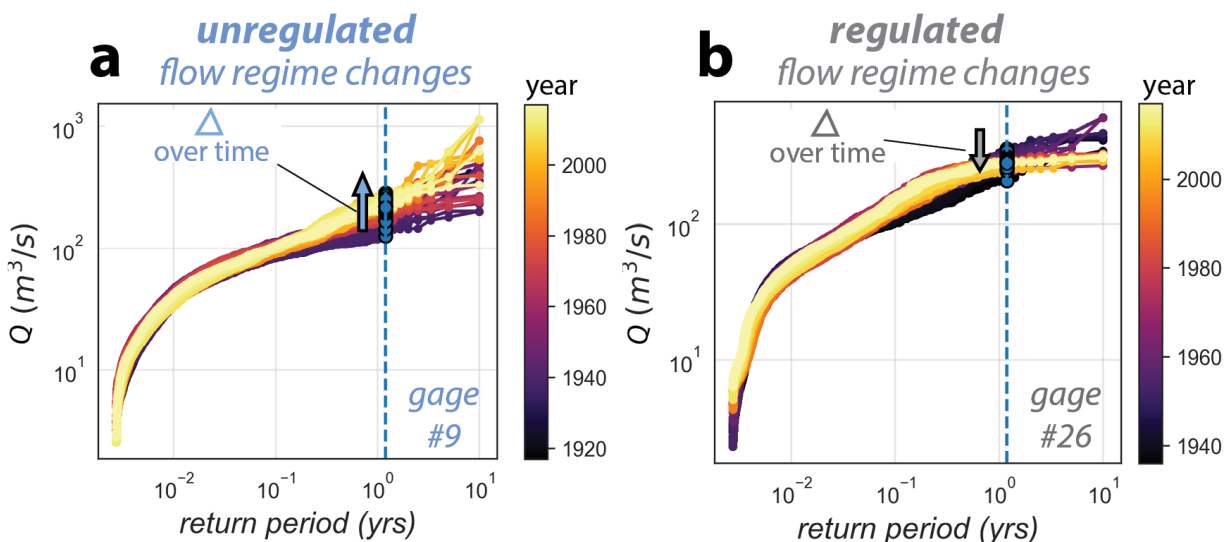 a
unregulated
flow regime changes
year
Δ
over time
10³
10²
10¹
Q (m³/s)
10⁻²
10⁻¹
10⁰
10¹
return period (yrs)
gage
#9
2000
1980
1960
1940
1920
b
regulated
flow regime changes
year
Δ
over time
10²
10¹
Q (m³/s)
10⁻²
10⁻¹
10⁰
10¹
return period (yrs)
gage
#26
2000
1980
1960
1940